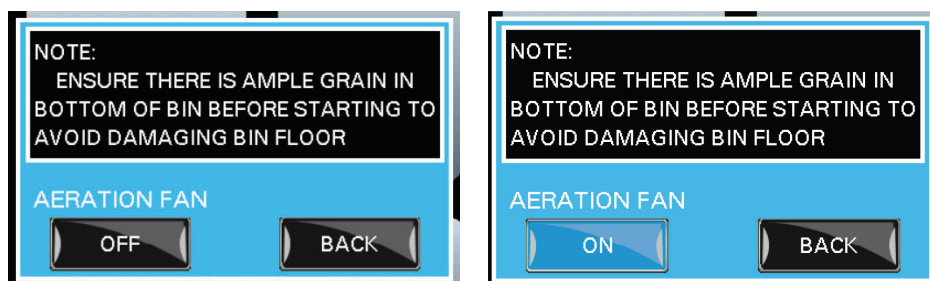 NOTE:
ENSURE THERE IS AMPLE GRAIN IN
BOTTOM OF BIN BEFORE STARTING TO
AVOID DAMAGING BIN FLOOR
AERATION FAN
OFF
BACK
NOTE:
ENSURE THERE IS AMPLE GRAIN IN
BOTTOM OF BIN BEFORE STARTING TO
AVOID DAMAGING BIN FLOOR
AERATION FAN
ON
BACK